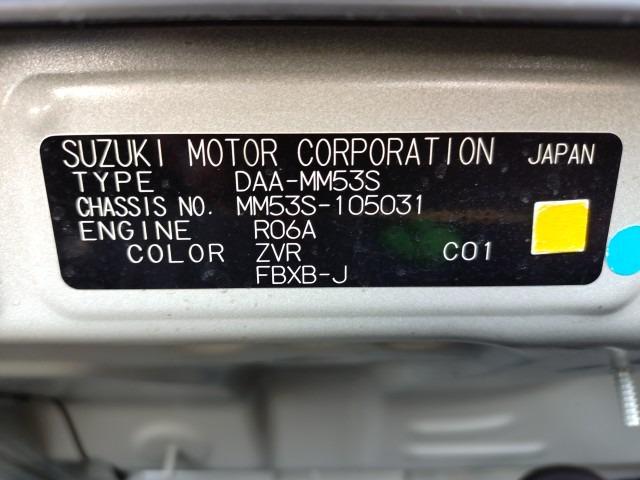 SUZUKI MOTOR CORPORATION JAPAN
TYPE DAA-MM53S
CHASSIS NO. MM53S-105031
ENGINE R06A
COLOR ZVR C01
FBXB-J